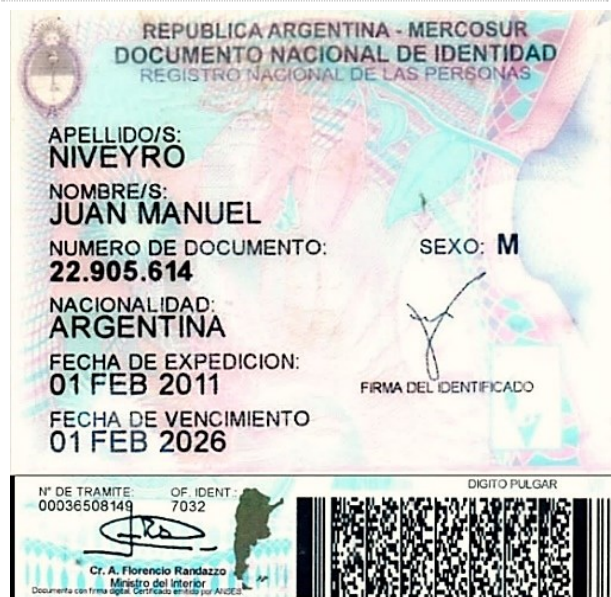 REPUBLICA ARGENTINA - MERCOSUR
DOCUMENTO NACIONAL DE IDENTIDAD
REGISTRO NACIONAL DE LAS PERSONAS
APELLIDO/S:
NIVEYRO
NOMBRE/S:
JUAN MANUEL
NUMERO DE DOCUMENTO:
22.905.614
SEXO: M
NACIONALIDAD:
ARGENTINA
FECHA DE EXPEDICION:
01 FEB 2011
FIRMA DEL IDENTIFICADO
FECHA DE VENCIMIENTO
01 FEB 2026
N° DE TRAMITE:
00036508149
OF. IDENT.:
7032
DIGITO PULGAR
Cr. A. Florencio Randazzo
Ministro del Interior
Documento con firma digital. Certificado emitido por ANSES